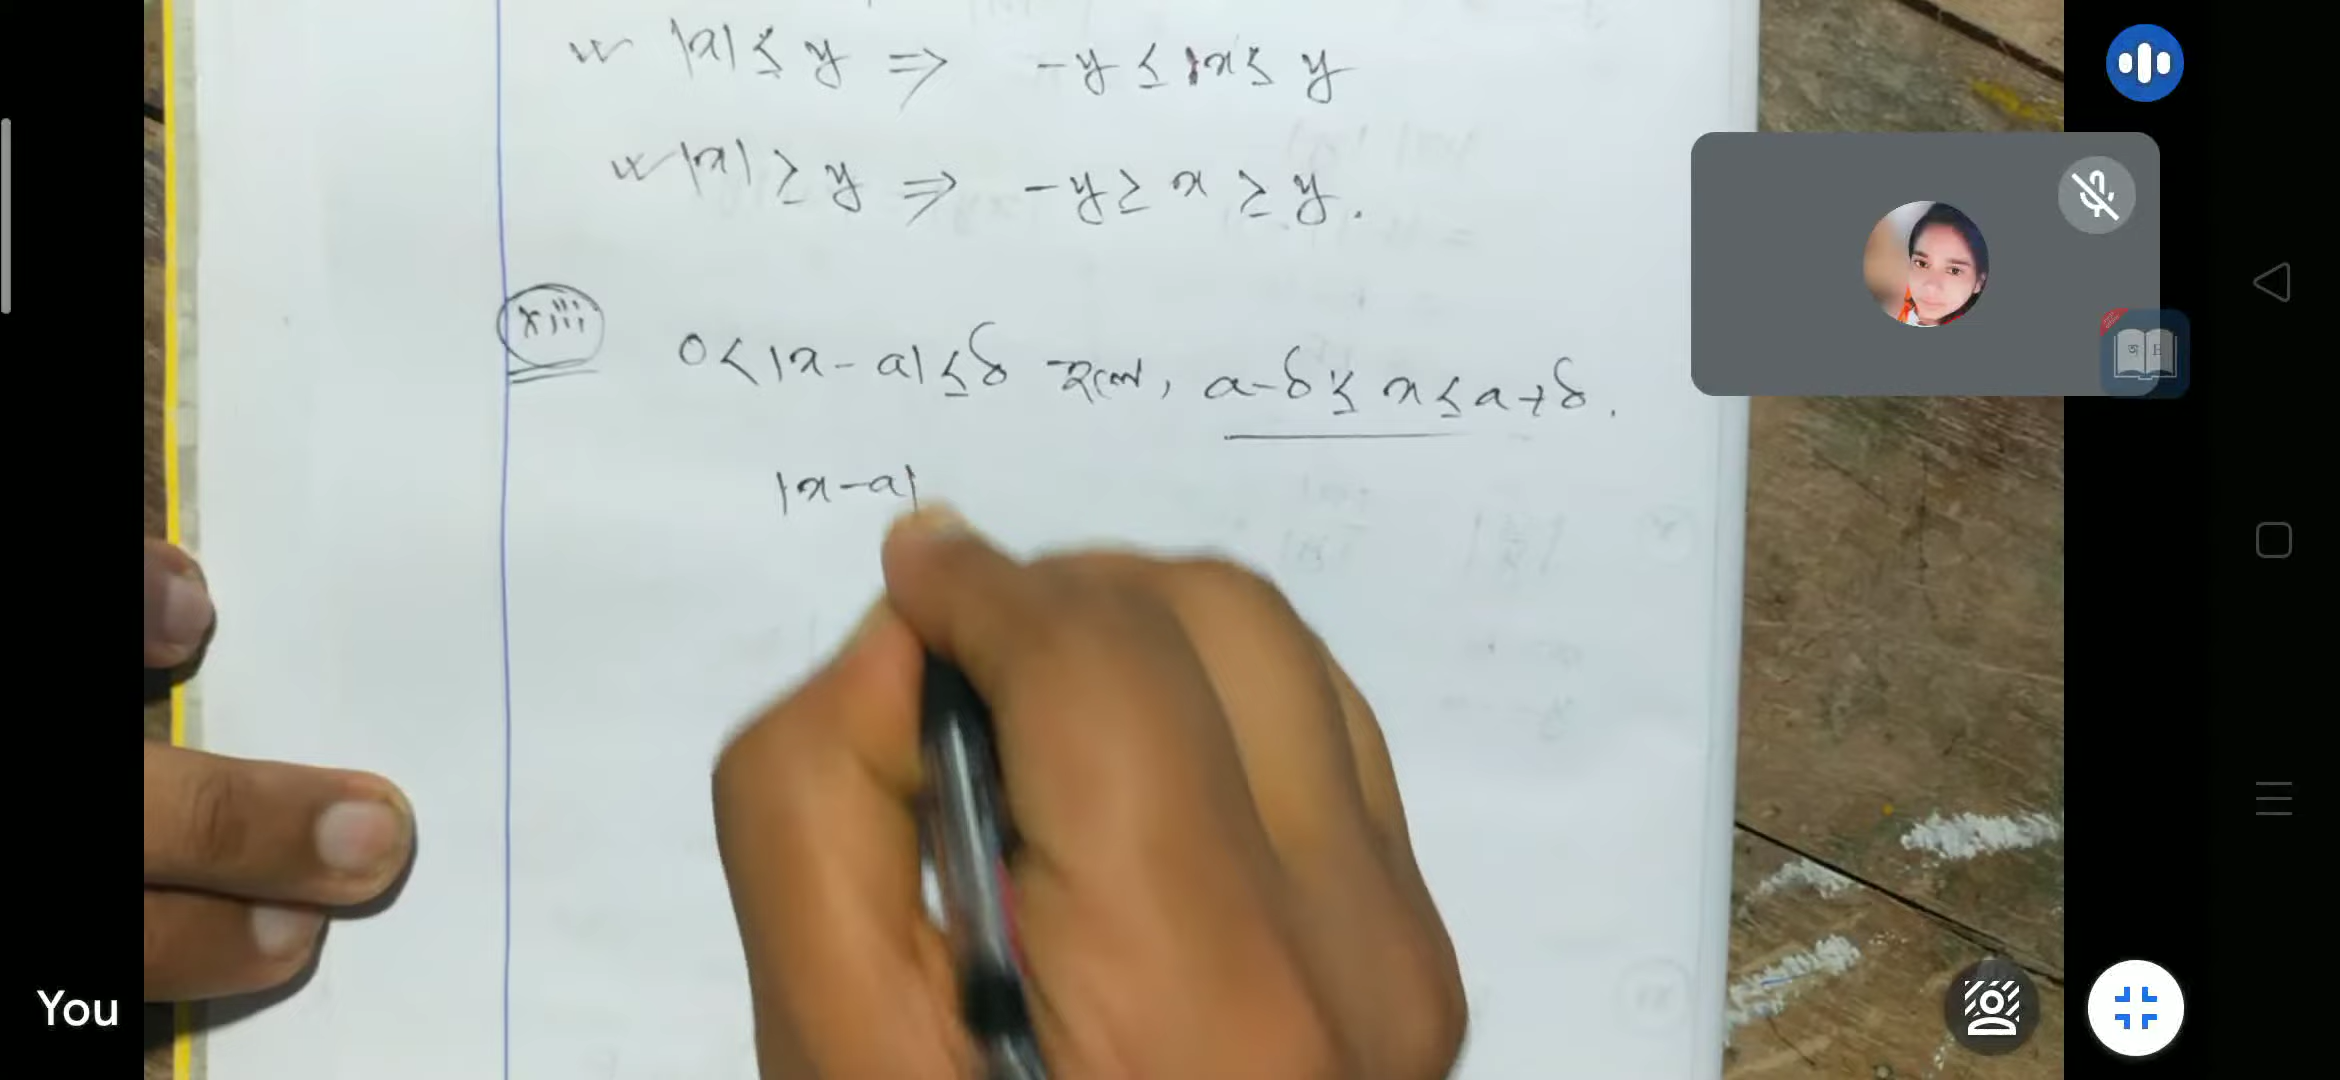 |x| ≤ y ⇒ -y ≤ x ≤ y
|x| ≥ y ⇒ -y ≥ x ≥ y.
xiii
0 < |x - a| ≤ δ হলে, a-δ ≤ x ≤ a+δ.
|x-a|
You